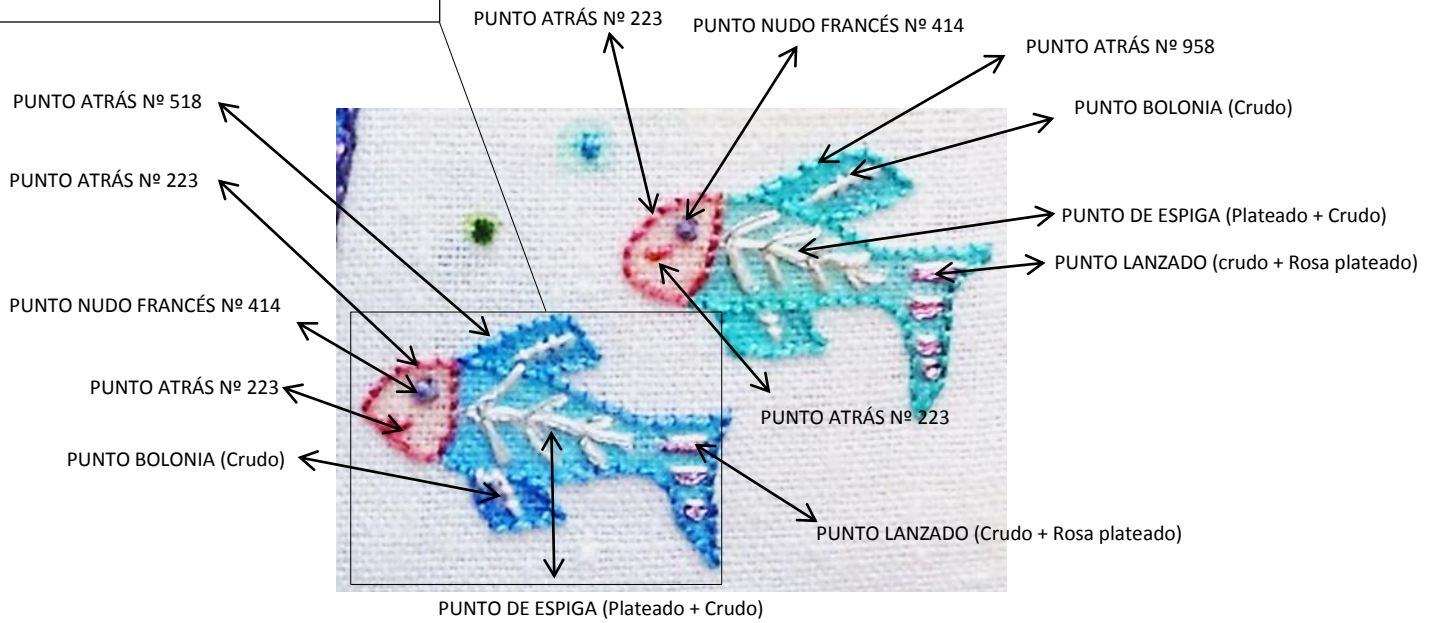 PUNTO ATRÁS Nº 223
PUNTO NUDO FRANCÉS Nº 414
PUNTO ATRÁS Nº 958
PUNTO ATRÁS Nº 518
PUNTO BOLONIA (Crudo)
PUNTO ATRÁS Nº 223
PUNTO DE ESPIGA (Plateado + Crudo)
PUNTO LANZADO (crudo + Rosa plateado)
PUNTO NUDO FRANCÉS Nº 414
PUNTO ATRÁS Nº 223
PUNTO ATRÁS Nº 223
PUNTO BOLONIA (Crudo)
PUNTO LANZADO (Crudo + Rosa plateado)
PUNTO DE ESPIGA (Plateado + Crudo)